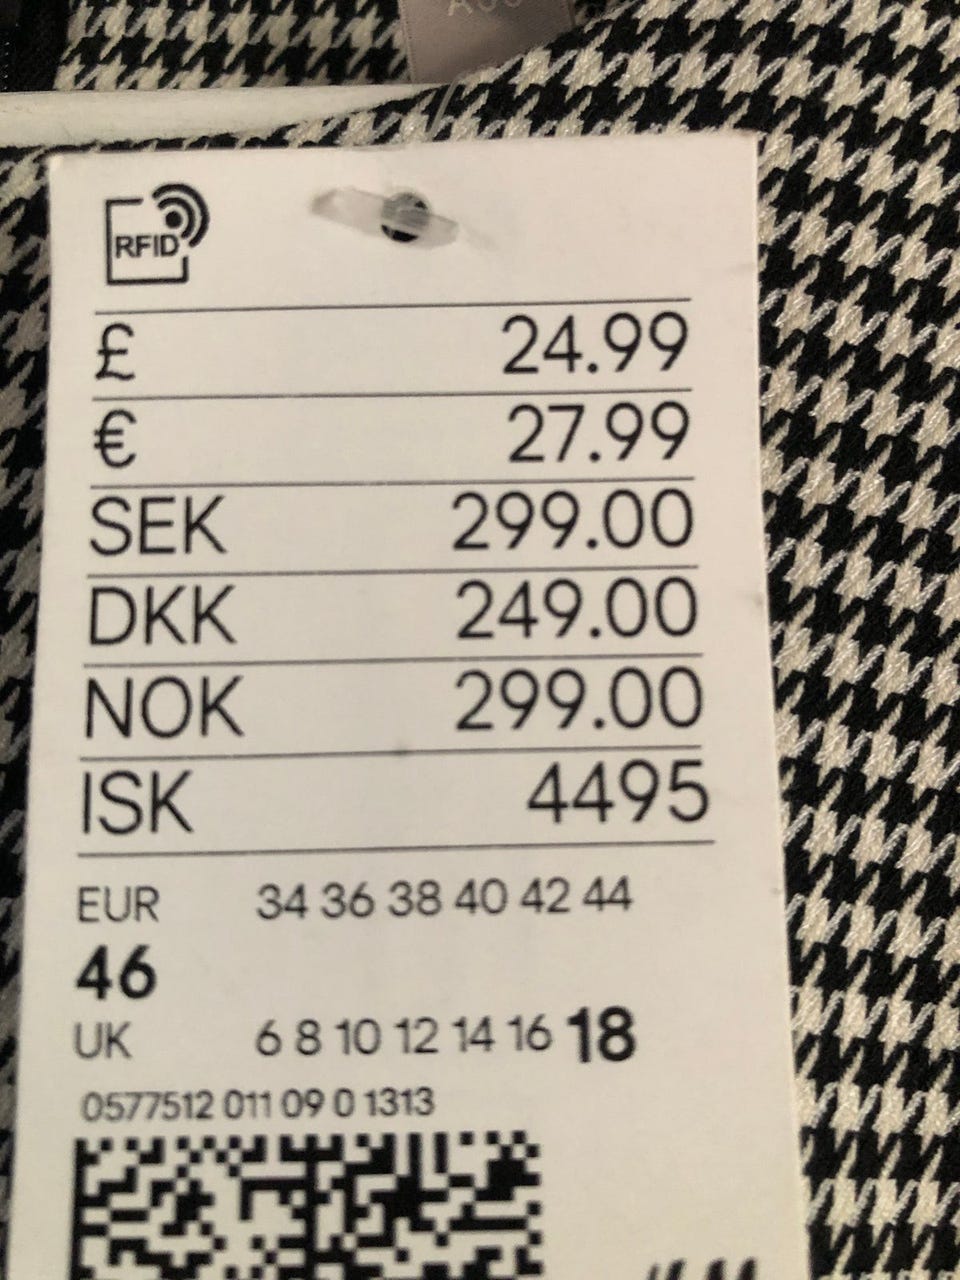 RFID
£ 24.99
€ 27.99
SEK 299.00
DKK 249.00
NOK 299.00
ISK 4495
EUR 34 36 38 40 42 44
46
UK 6 8 10 12 14 16 18
0577512 011 09 0 1313